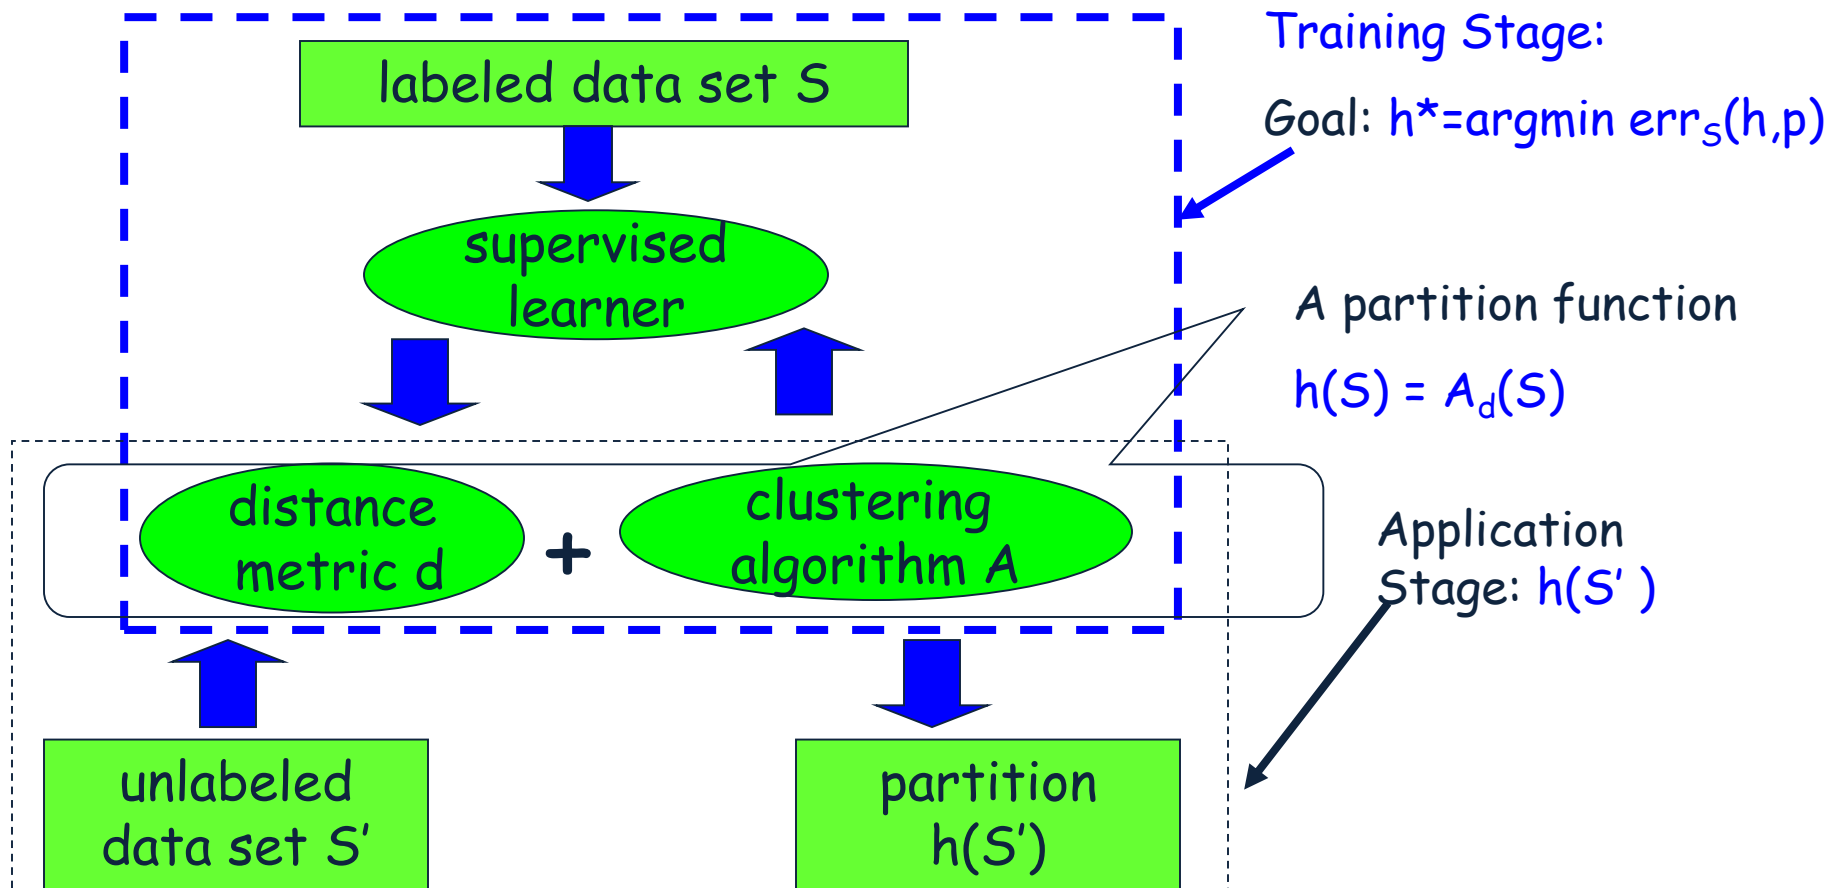 labeled data set S
supervised
learner
distance
metric d
+
clustering
algorithm A
unlabeled
data set S’
partition
h(S’)
Training Stage:
Goal: h*=argmin errS(h,p)
A partition function
h(S) = Ad(S)
Application
Stage: h(S’ )